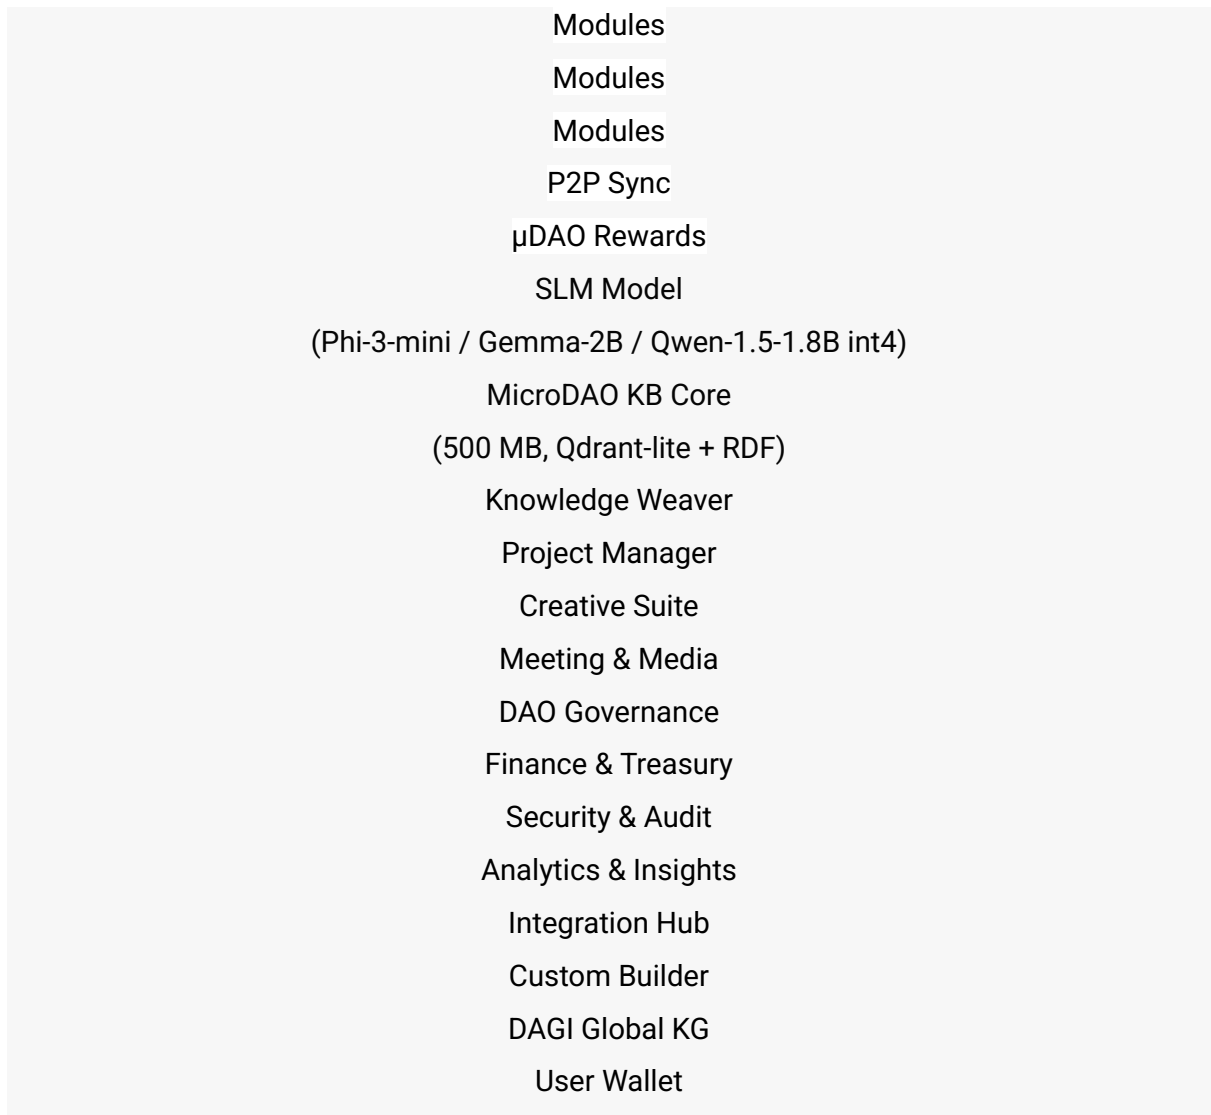 Modules
Modules
Modules
P2P Sync
μDAO Rewards
SLM Model
(Phi-3-mini / Gemma-2B / Qwen-1.5-1.8B int4)
MicroDAO KB Core
(500 MB, Qdrant-lite + RDF)
Knowledge Weaver
Project Manager
Creative Suite
Meeting & Media
DAO Governance
Finance & Treasury
Security & Audit
Analytics & Insights
Integration Hub
Custom Builder
DAGI Global KG
User Wallet